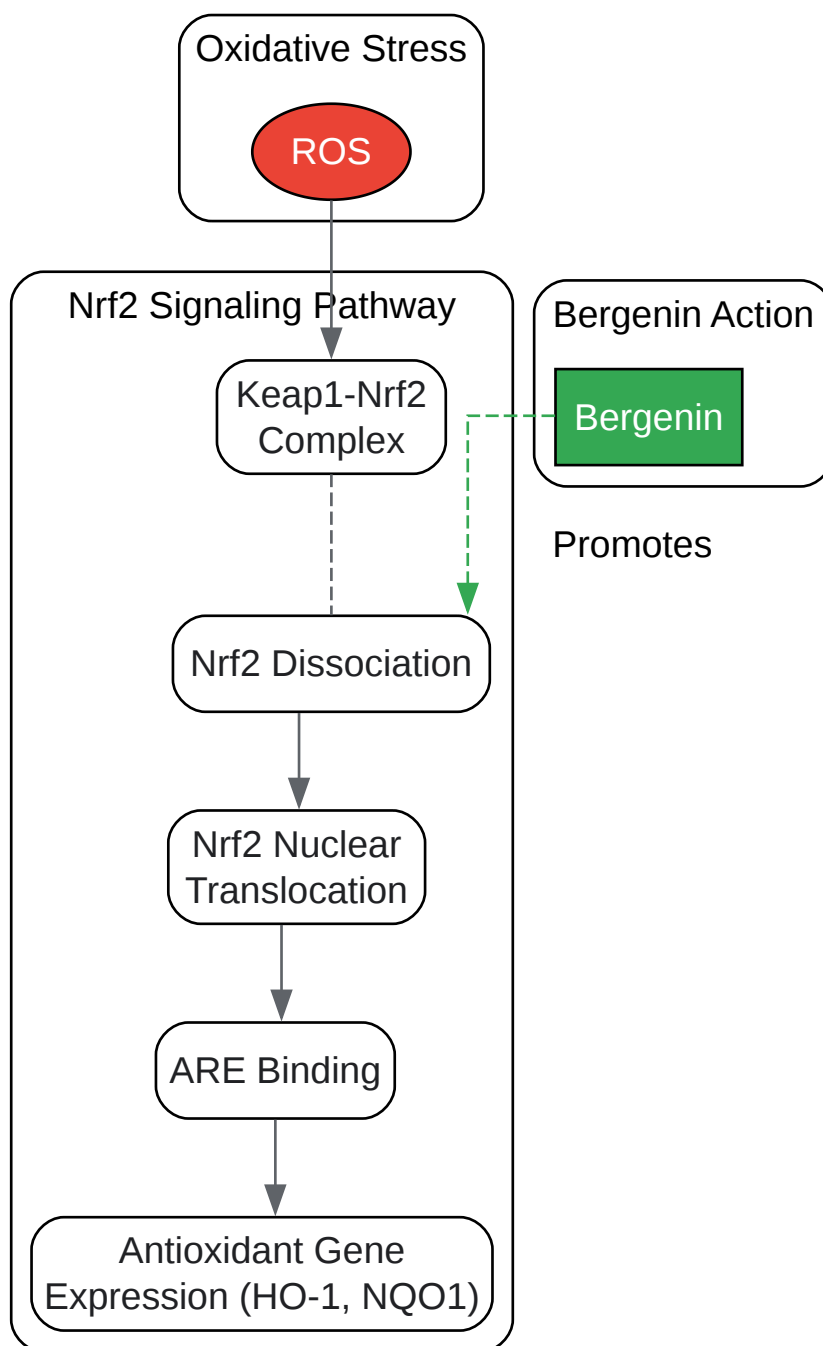 Oxidative Stress
ROS
Nrf2 Signaling Pathway
Keap1-Nrf2
Complex
Bergenin Action
Bergenin
Promotes
Nrf2 Dissociation
Nrf2 Nuclear
Translocation
ARE Binding
Antioxidant Gene
Expression (HO-1, NQO1)